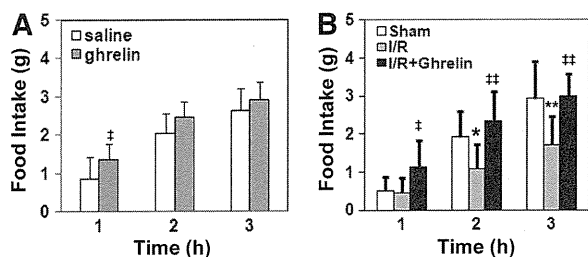 A
saline
ghrelin
Food Intake (g)
5
4
3
2
1
0
‡
1 2 3
Time (h)
B
Sham
I/R
I/R+Ghrelin
Food Intake (g)
5
4
3
2
1
0
‡
*
‡‡
**
‡‡
1 2 3
Time (h)